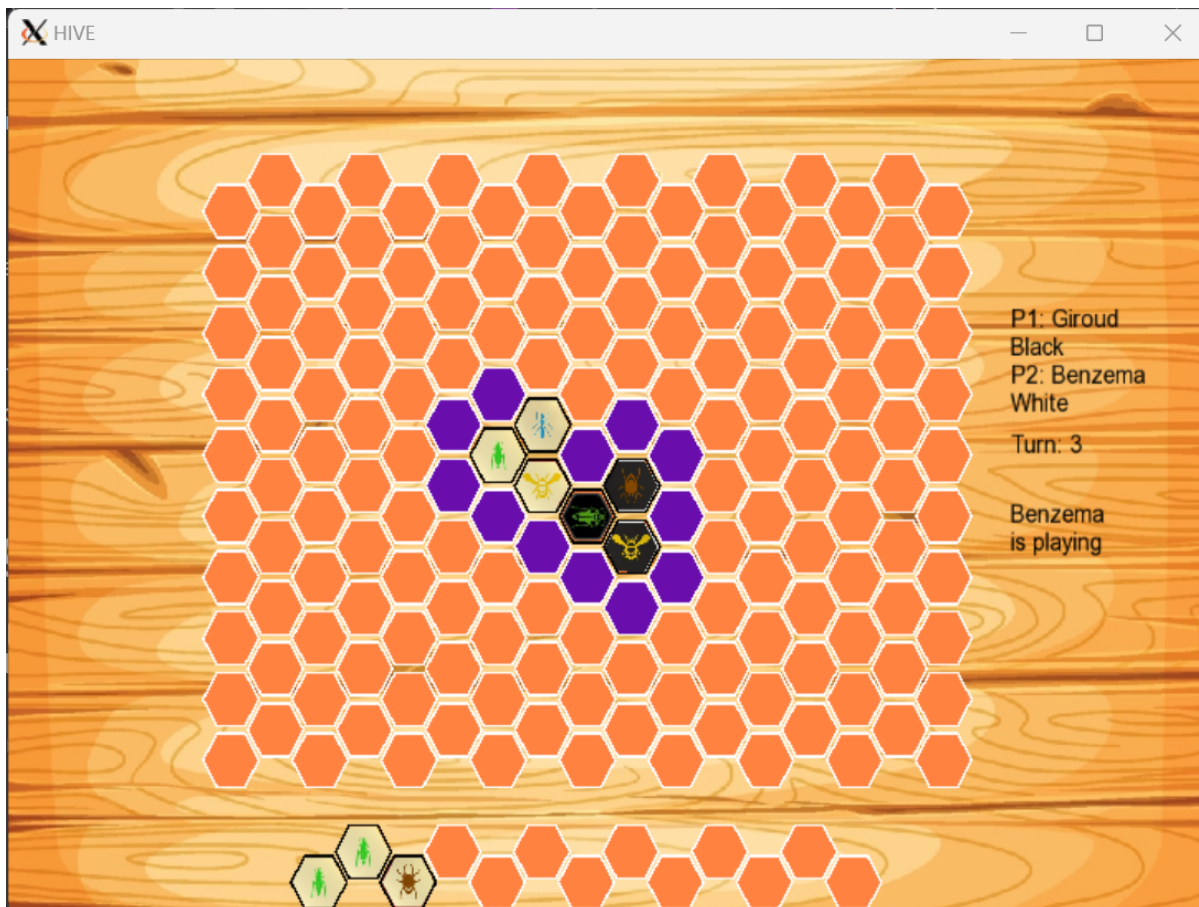 HIVE
P1: Giroud
Black
P2: Benzema
White
Turn: 3
Benzema
is playing